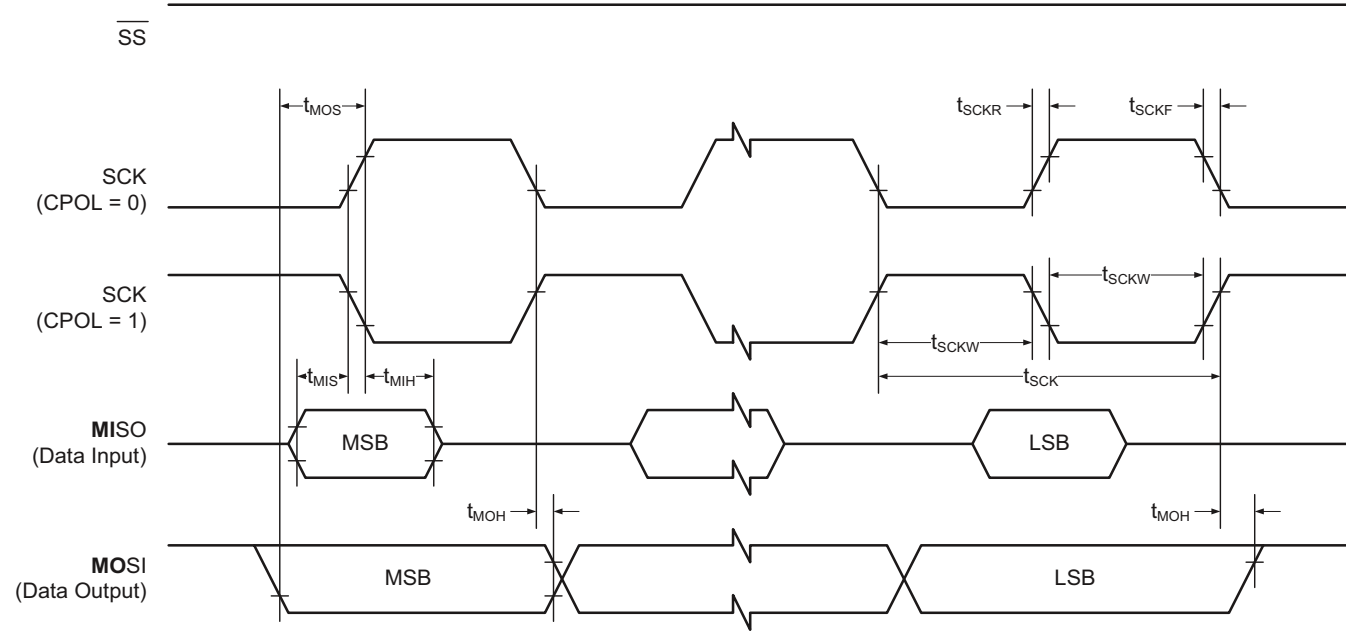 SS
tMOS
tSCKR
tSCKF
SCK
(CPOL = 0)
SCK
(CPOL = 1)
tSCKW
tSCKW
tSCK
tMIS
tMIH
MISO
(Data Input)
MSB
LSB
tMOH
tMOH
MOSI
(Data Output)
MSB
LSB